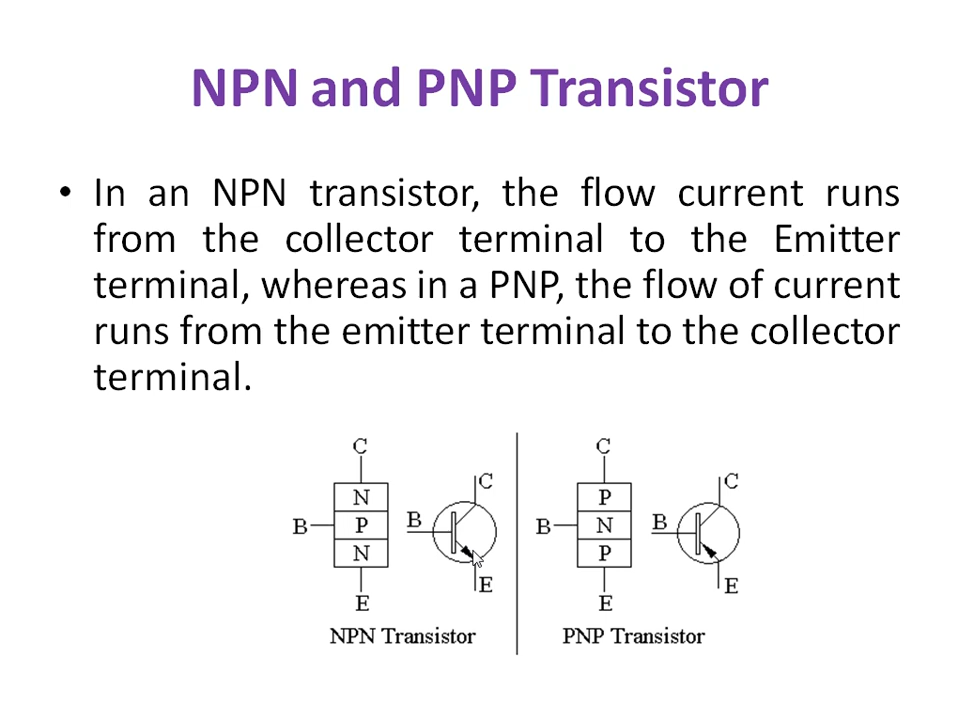 NPN and PNP Transistor
• In an NPN transistor, the flow current runs
from the collector terminal to the Emitter
terminal, whereas in a PNP, the flow of current
runs from the emitter terminal to the collector
terminal.
C
N
B P
N
E
B C
E
NPN Transistor
C
P
B N
P
E
B C
E
PNP Transistor